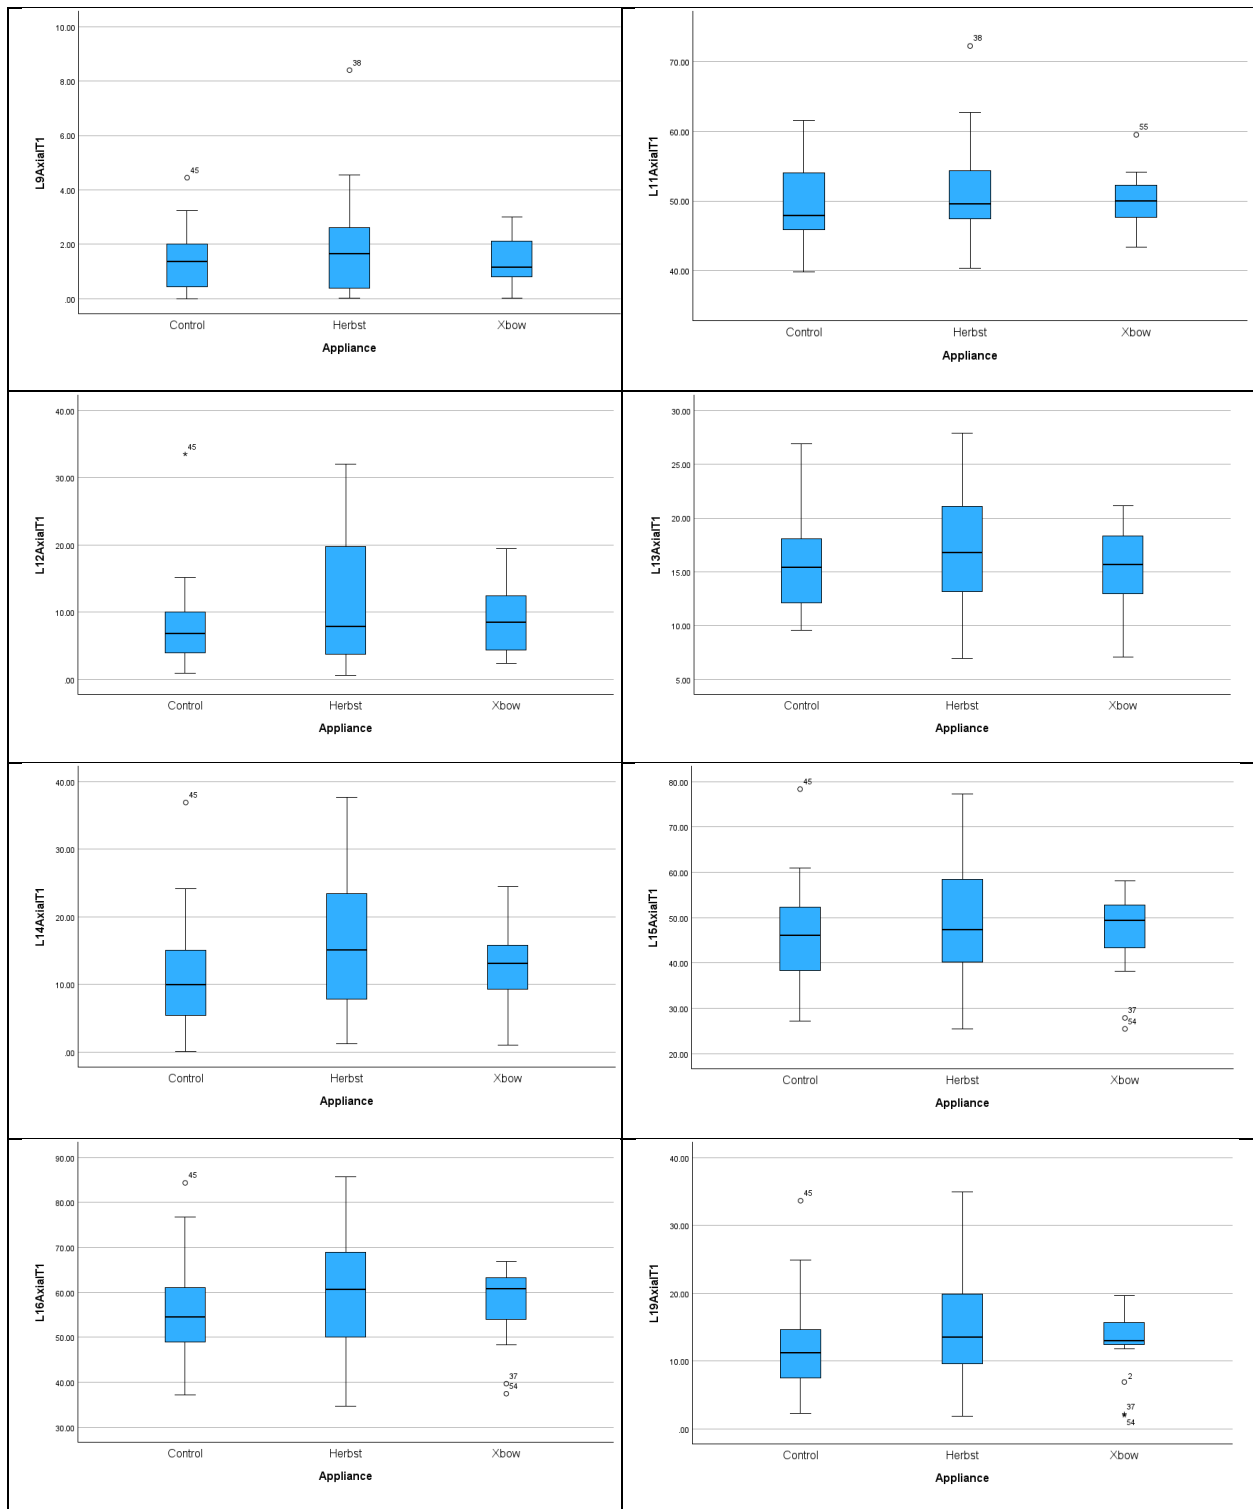 10.00
8.00
6.00
4.00
2.00
.00
L9AxialT1
45
38
Control Herbst Xbow
Appliance
70.00
60.00
50.00
40.00
L11AxialT1
38
55
Control Herbst Xbow
Appliance
40.00
30.00
20.00
10.00
.00
L12AxialT1
45
Control Herbst Xbow
Appliance
30.00
25.00
20.00
15.00
10.00
5.00
L13AxialT1
Control Herbst Xbow
Appliance
40.00
30.00
20.00
10.00
.00
L14AxialT1
45
Control Herbst Xbow
Appliance
80.00
70.00
60.00
50.00
40.00
30.00
20.00
L15AxialT1
45
37
54
Control Herbst Xbow
Appliance
90.00
80.00
70.00
60.00
50.00
40.00
30.00
L16AxialT1
45
37
54
Control Herbst Xbow
Appliance
40.00
30.00
20.00
10.00
.00
L19AxialT1
45
2
37
54
Control Herbst Xbow
Appliance